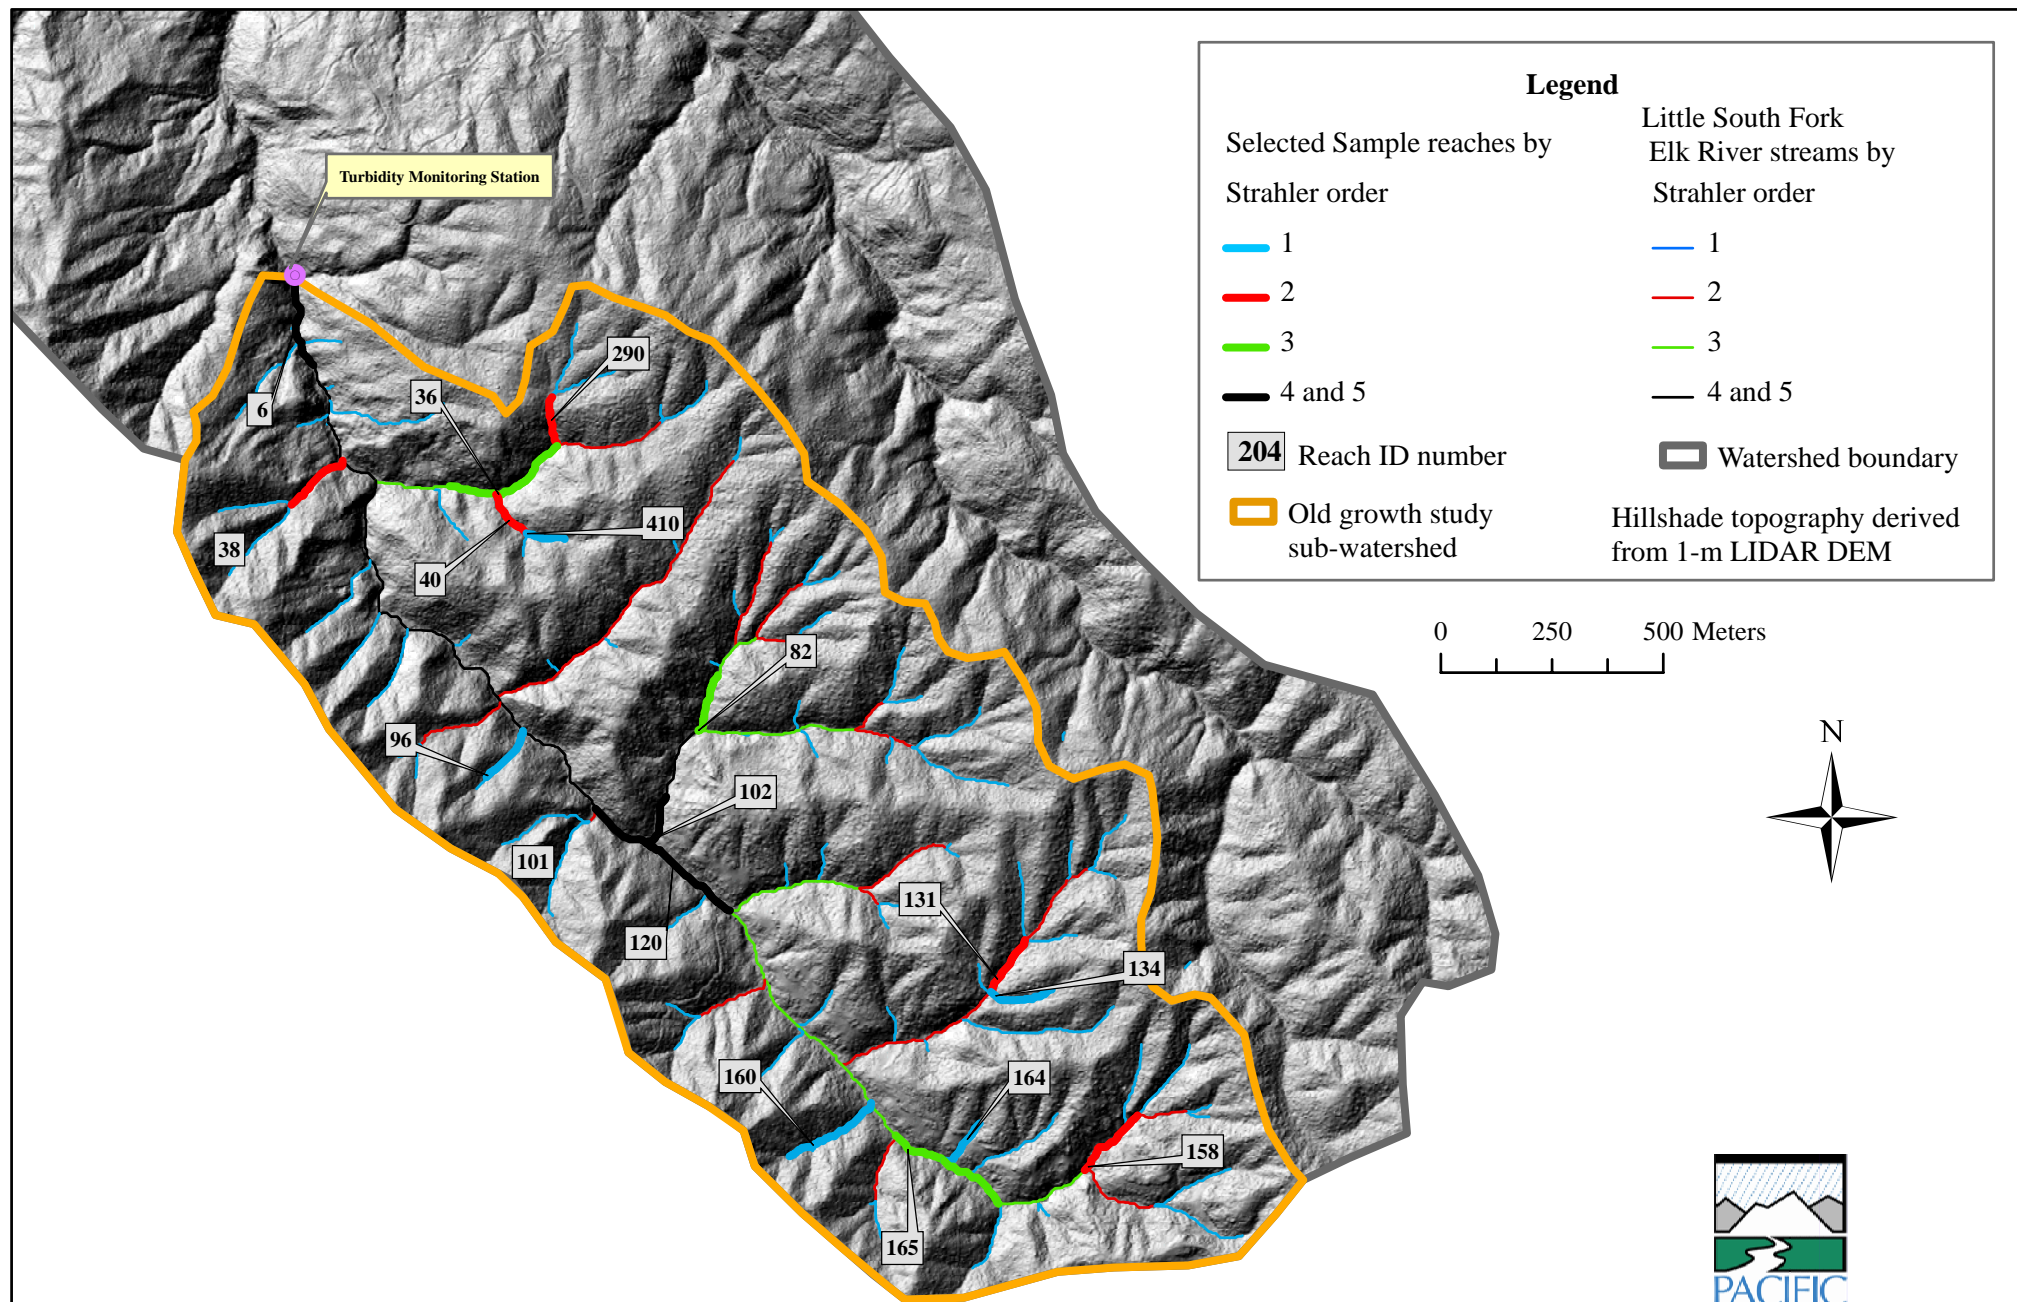 Legend
Selected Sample reaches by
Strahler order
1
2
3
4 and 5
204 Reach ID number
Old growth study
sub-watershed
Little South Fork
Elk River streams by
Strahler order
1
2
3
4 and 5
Watershed boundary
Hillshade topography derived
from 1-m LIDAR DEM
Turbidity Monitoring Station
290
36
6
410
38
40
82
96
102
101
131
120
134
160
164
158
165
0 250 500 Meters
N
PACIFIC